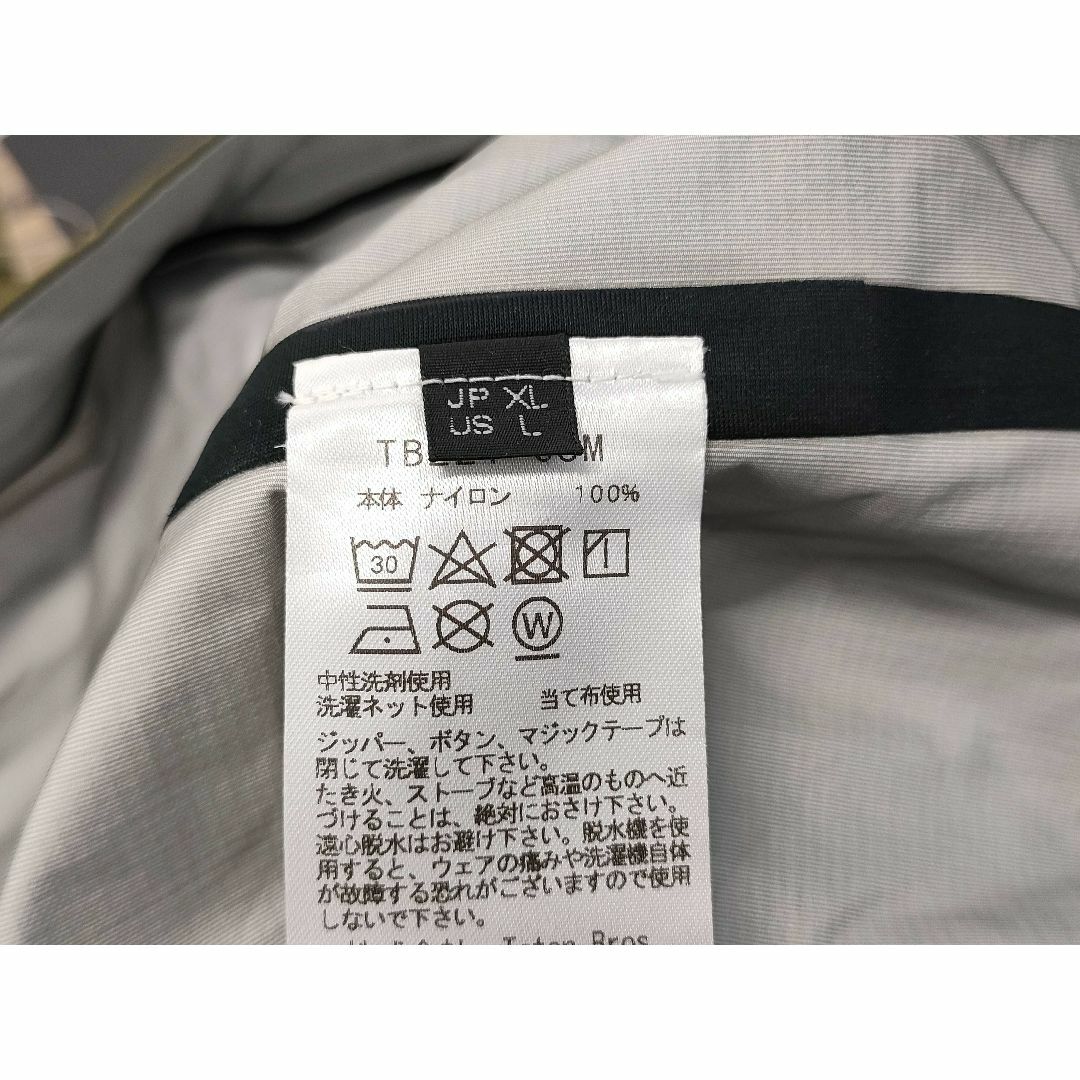 JP XL
US L
本体 ナイロン 100%
30
W
中性洗剤使用
洗濯ネット使用 当て布使用
ジッパー、ボタン、マジックテープは
閉じて洗濯して下さい。
たき火、ストーブなど高温のものへ近
づけることは、絶対におさけ下さい。
遠心脱水はお避け下さい。脱水機を使
用すると、ウェアの痛みや洗濯機自体
が故障する恐れがございますので使用
しないで下さい。
Bros